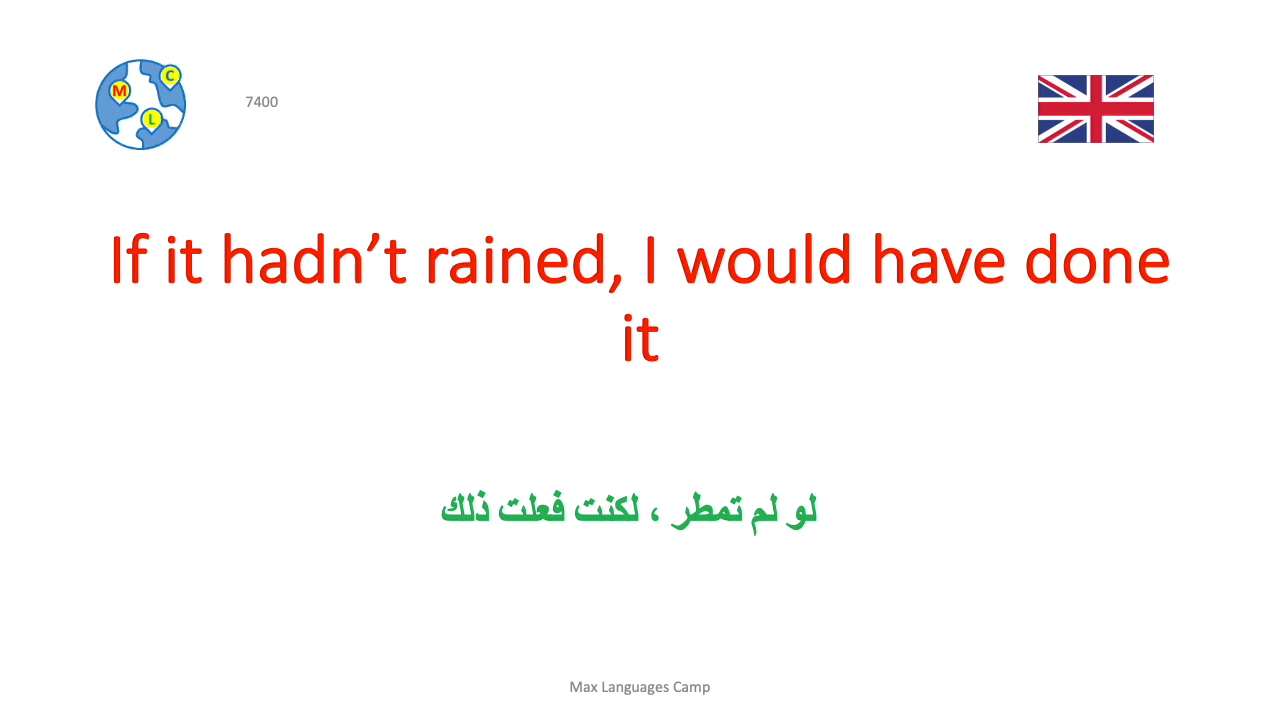 M
C
L
7400
If it hadn’t rained, I would have done
it
لو لم تمطر ، لكنت فعلت ذلك
Max Languages Camp